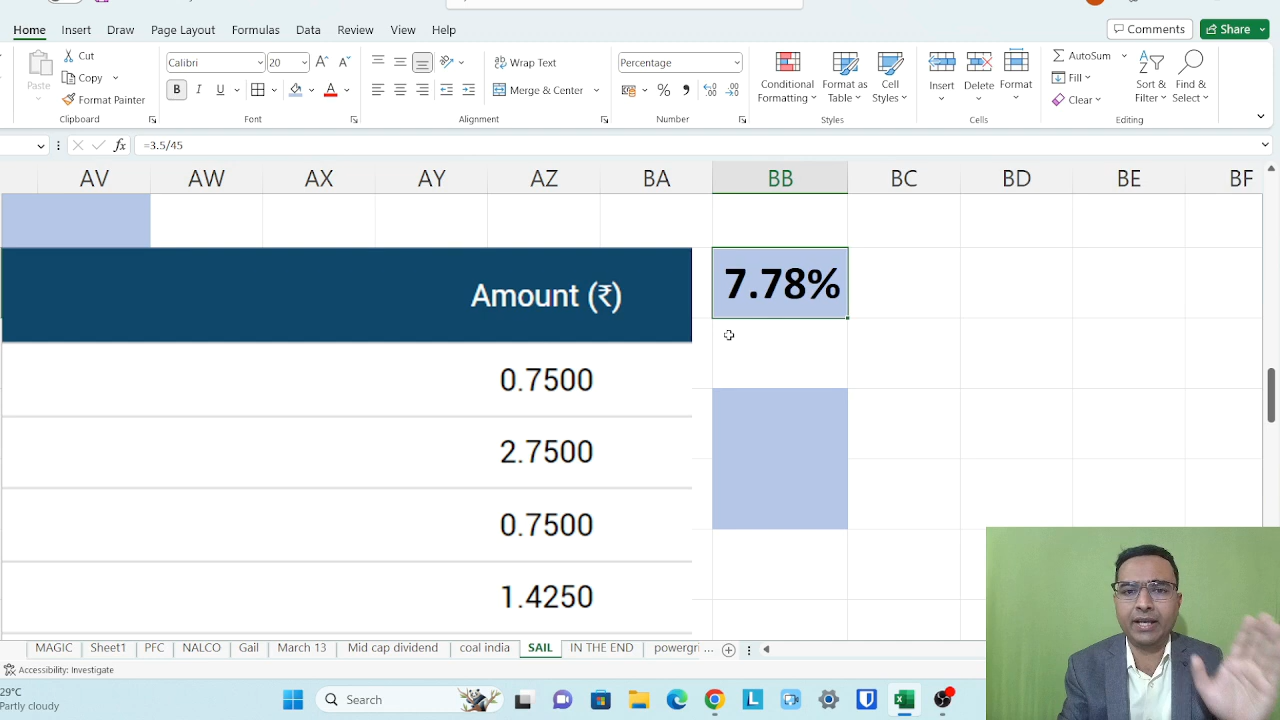 Home Insert Draw Page Layout Formulas Data Review View Help Comments Share
Paste Cut Copy Format Painter Clipboard
Calibri 20 B I U A Font
Wrap Text Merge & Center Alignment
Percentage % Number
Conditional Formatting Format as Table Cell Styles Styles
Insert Delete Format Cells
AutoSum Fill Clear Sort & Filter Find & Select Editing
fx =3.5/45
AV AW AX AY AZ BA BB BC BD BE BF
Amount (₹) 7.78%
0.7500
2.7500
0.7500
1.4250
MAGIC Sheet1 PFC NALCO Gail March 13 Mid cap dividend coal india SAIL IN THE END powergr ...
Accessibility: Investigate
29°C
Partly cloudy
Search